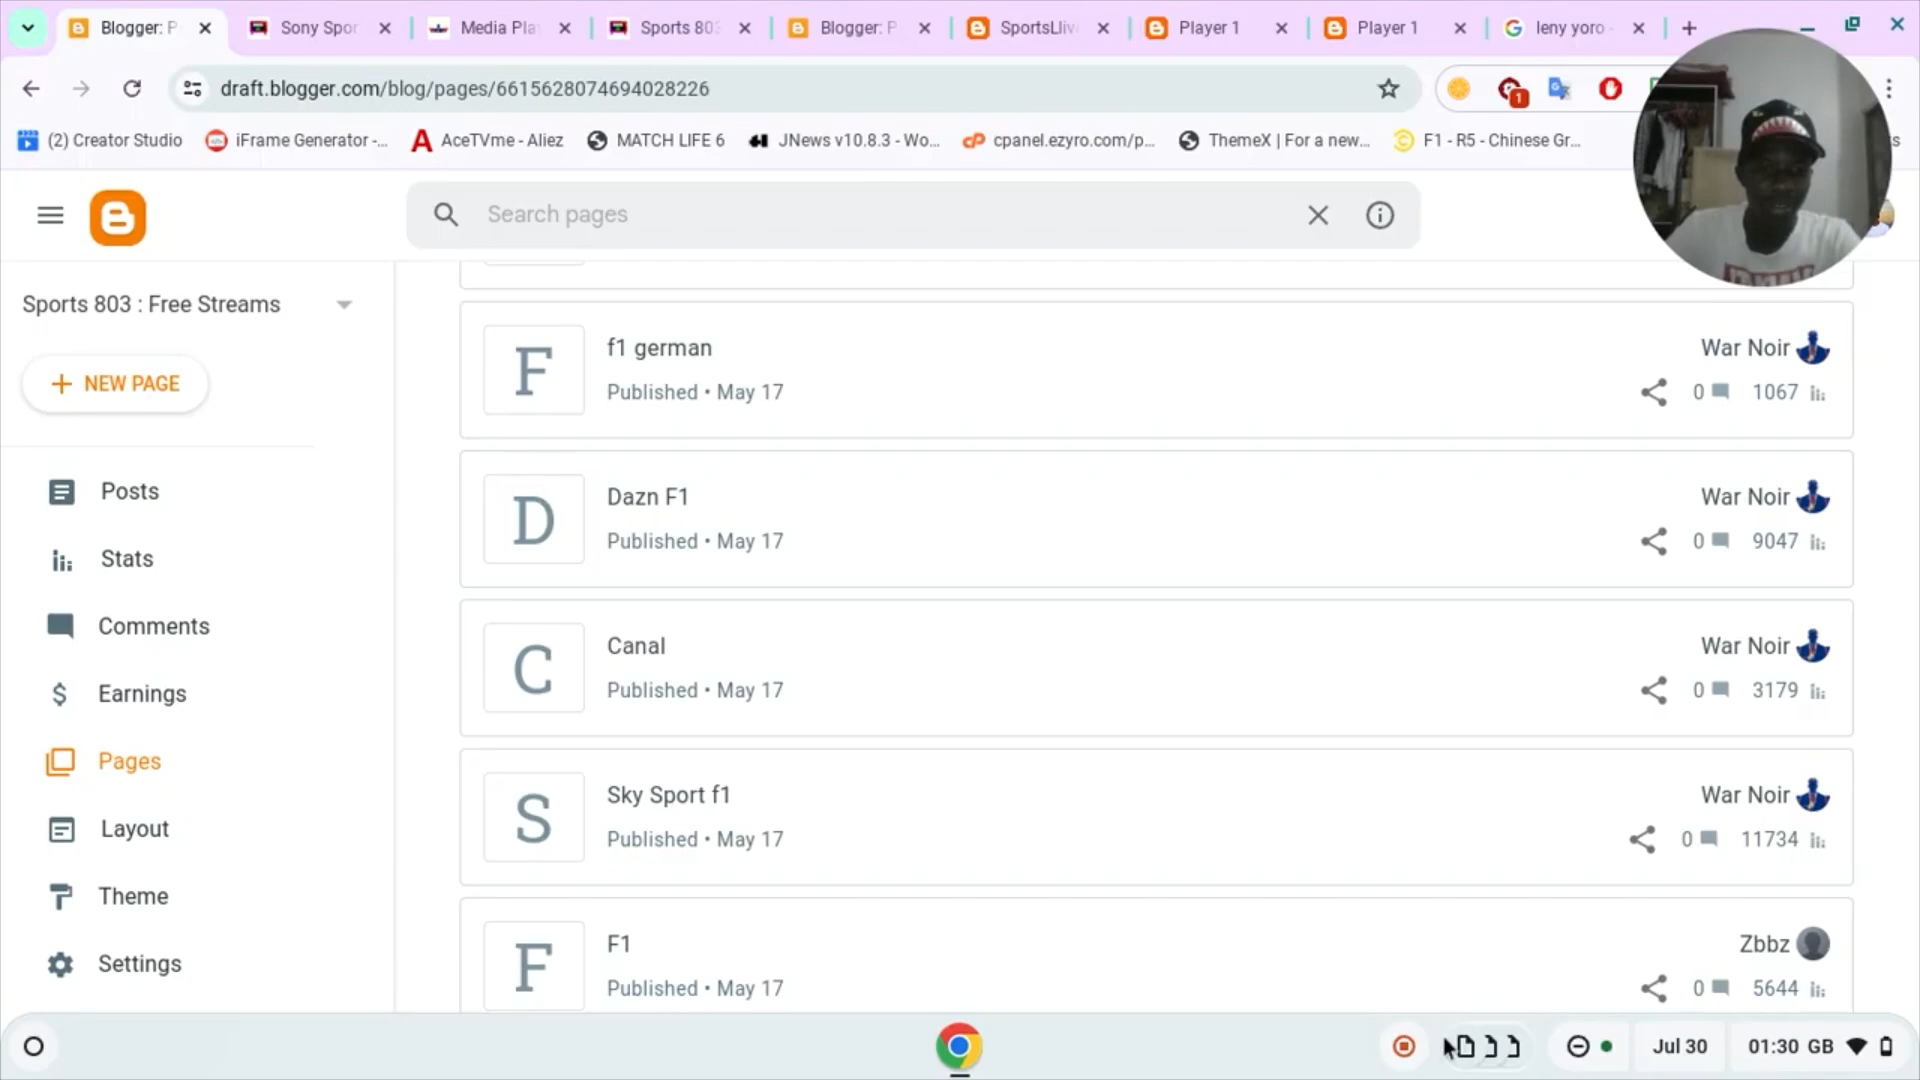 Blogger: P
Sony Spor
Media Pla
Sports 803
Blogger: P
SportsLliv
Player 1
Player 1
leny yoro -
draft.blogger.com/blog/pages/6615628074694028226
1
(2) Creator Studio
iFrame Generator -...
AceTVme - Aliez
MATCH LIFE 6
JNews v10.8.3 - Wo...
cpanel.ezyro.com/p...
ThemeX | For a new...
F1 - R5 - Chinese Gr...
Search pages
Sports 803 : Free Streams
+ NEW PAGE
Posts
Stats
Comments
Earnings
Pages
Layout
Theme
Settings
F
f1 german
Published • May 17
War Noir
0
1067
D
Dazn F1
Published • May 17
War Noir
0
9047
C
Canal
Published • May 17
War Noir
0
3179
S
Sky Sport f1
Published • May 17
War Noir
0
11734
F
F1
Published • May 17
Zbbz
0
5644
Jul 30
01:30 GB